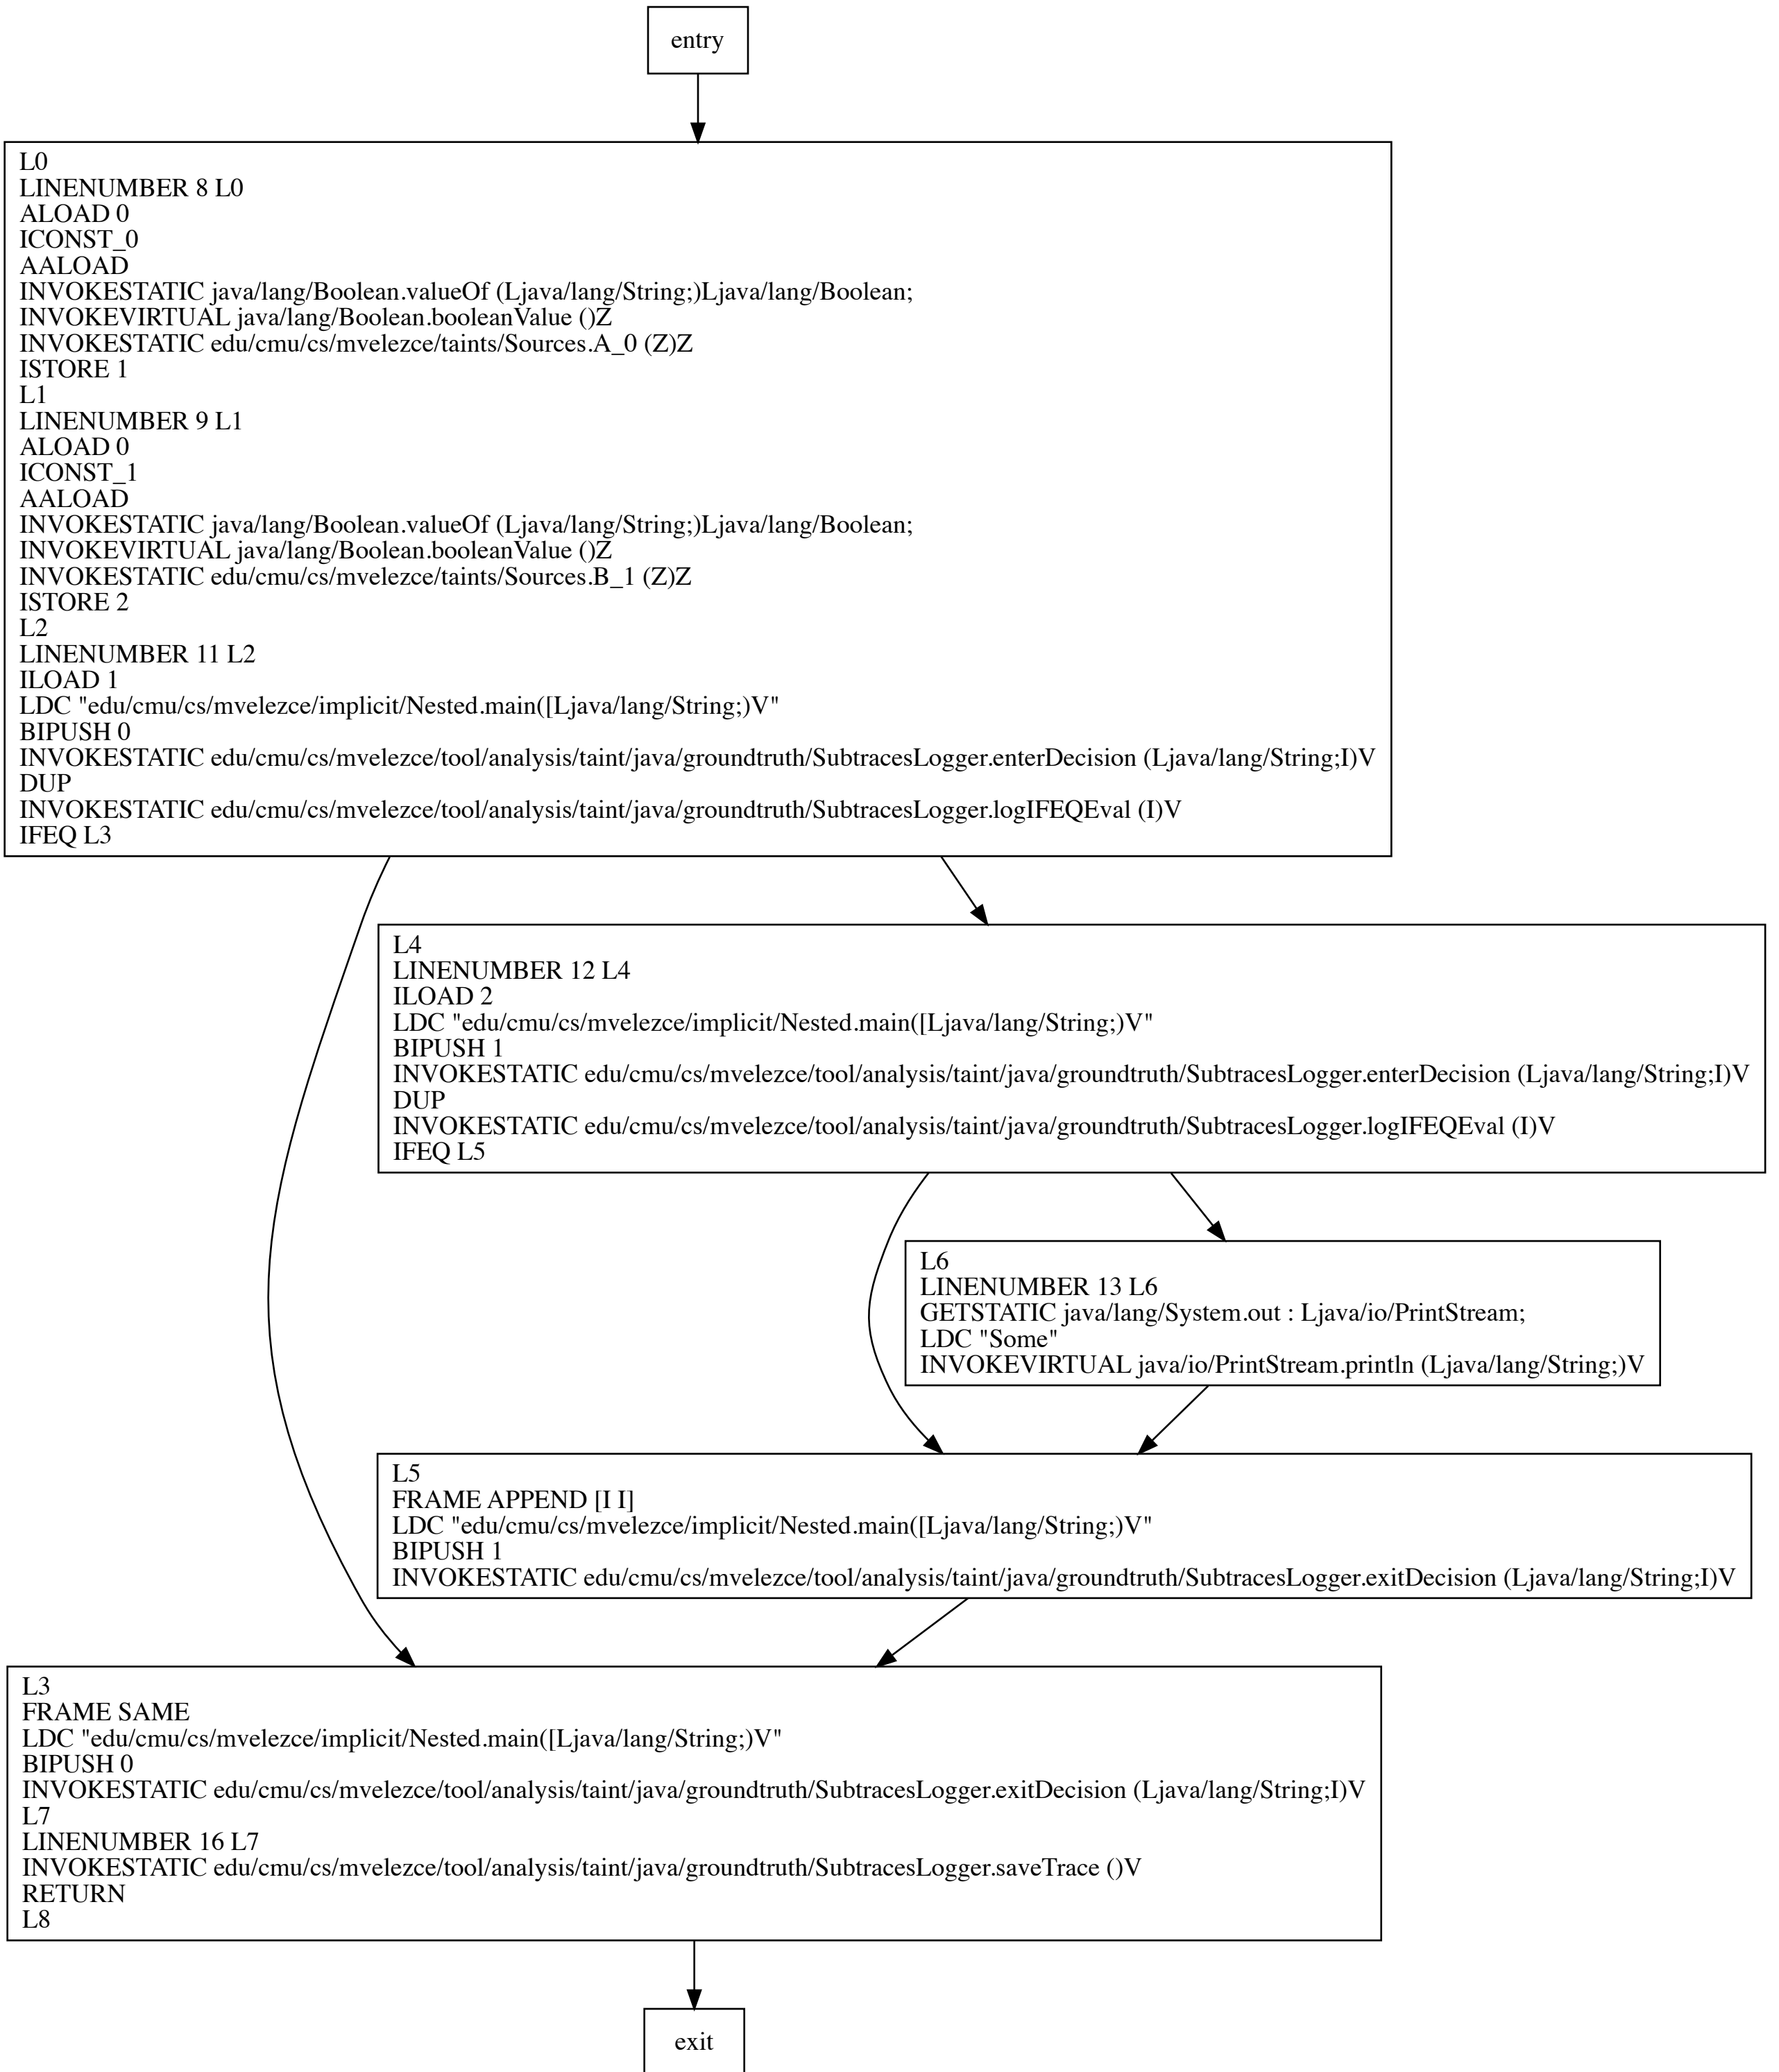 entry
L0
LINENUMBER 8 L0
ALOAD 0
ICONST_0
AALOAD
INVOKESTATIC java/lang/Boolean.valueOf (Ljava/lang/String;)Ljava/lang/Boolean;
INVOKEVIRTUAL java/lang/Boolean.booleanValue ()Z
INVOKESTATIC edu/cmu/cs/mvelezce/taints/Sources.A_0 (Z)Z
ISTORE 1
L1
LINENUMBER 9 L1
ALOAD 0
ICONST_1
AALOAD
INVOKESTATIC java/lang/Boolean.valueOf (Ljava/lang/String;)Ljava/lang/Boolean;
INVOKEVIRTUAL java/lang/Boolean.booleanValue ()Z
INVOKESTATIC edu/cmu/cs/mvelezce/taints/Sources.B_1 (Z)Z
ISTORE 2
L2
LINENUMBER 11 L2
ILOAD 1
LDC "edu/cmu/cs/mvelezce/implicit/Nested.main([Ljava/lang/String;)V"
BIPUSH 0
INVOKESTATIC edu/cmu/cs/mvelezce/tool/analysis/taint/java/groundtruth/SubtracesLogger.enterDecision (Ljava/lang/String;I)V
DUP
INVOKESTATIC edu/cmu/cs/mvelezce/tool/analysis/taint/java/groundtruth/SubtracesLogger.logIFEQEval (I)V
IFEQ L3
L4
LINENUMBER 12 L4
ILOAD 2
LDC "edu/cmu/cs/mvelezce/implicit/Nested.main([Ljava/lang/String;)V"
BIPUSH 1
INVOKESTATIC edu/cmu/cs/mvelezce/tool/analysis/taint/java/groundtruth/SubtracesLogger.enterDecision (Ljava/lang/String;I)V
DUP
INVOKESTATIC edu/cmu/cs/mvelezce/tool/analysis/taint/java/groundtruth/SubtracesLogger.logIFEQEval (I)V
IFEQ L5
L6
LINENUMBER 13 L6
GETSTATIC java/lang/System.out : Ljava/io/PrintStream;
LDC "Some"
INVOKEVIRTUAL java/io/PrintStream.println (Ljava/lang/String;)V
L5
FRAME APPEND [I I]
LDC "edu/cmu/cs/mvelezce/implicit/Nested.main([Ljava/lang/String;)V"
BIPUSH 1
INVOKESTATIC edu/cmu/cs/mvelezce/tool/analysis/taint/java/groundtruth/SubtracesLogger.exitDecision (Ljava/lang/String;I)V
L3
FRAME SAME
LDC "edu/cmu/cs/mvelezce/implicit/Nested.main([Ljava/lang/String;)V"
BIPUSH 0
INVOKESTATIC edu/cmu/cs/mvelezce/tool/analysis/taint/java/groundtruth/SubtracesLogger.exitDecision (Ljava/lang/String;I)V
L7
LINENUMBER 16 L7
INVOKESTATIC edu/cmu/cs/mvelezce/tool/analysis/taint/java/groundtruth/SubtracesLogger.saveTrace ()V
RETURN
L8
exit